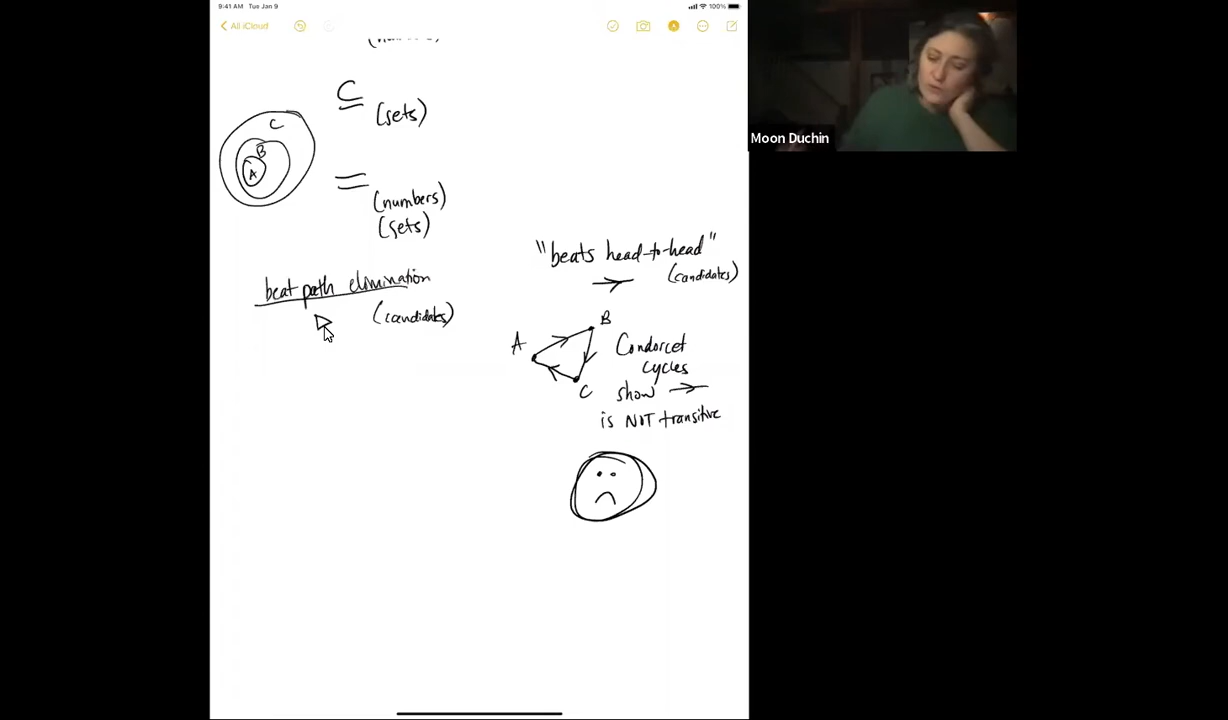 9:41 AM Tue Jan 9
100%
All iCloud
⊆
(sets)
C
B
A
=
(numbers)
(sets)
"beats head-to-head"
(candidates)
→
beat path elimination
(candidates)
A
B
C
Condorcet
cycles
show →
is NOT transitive
Moon Duchin